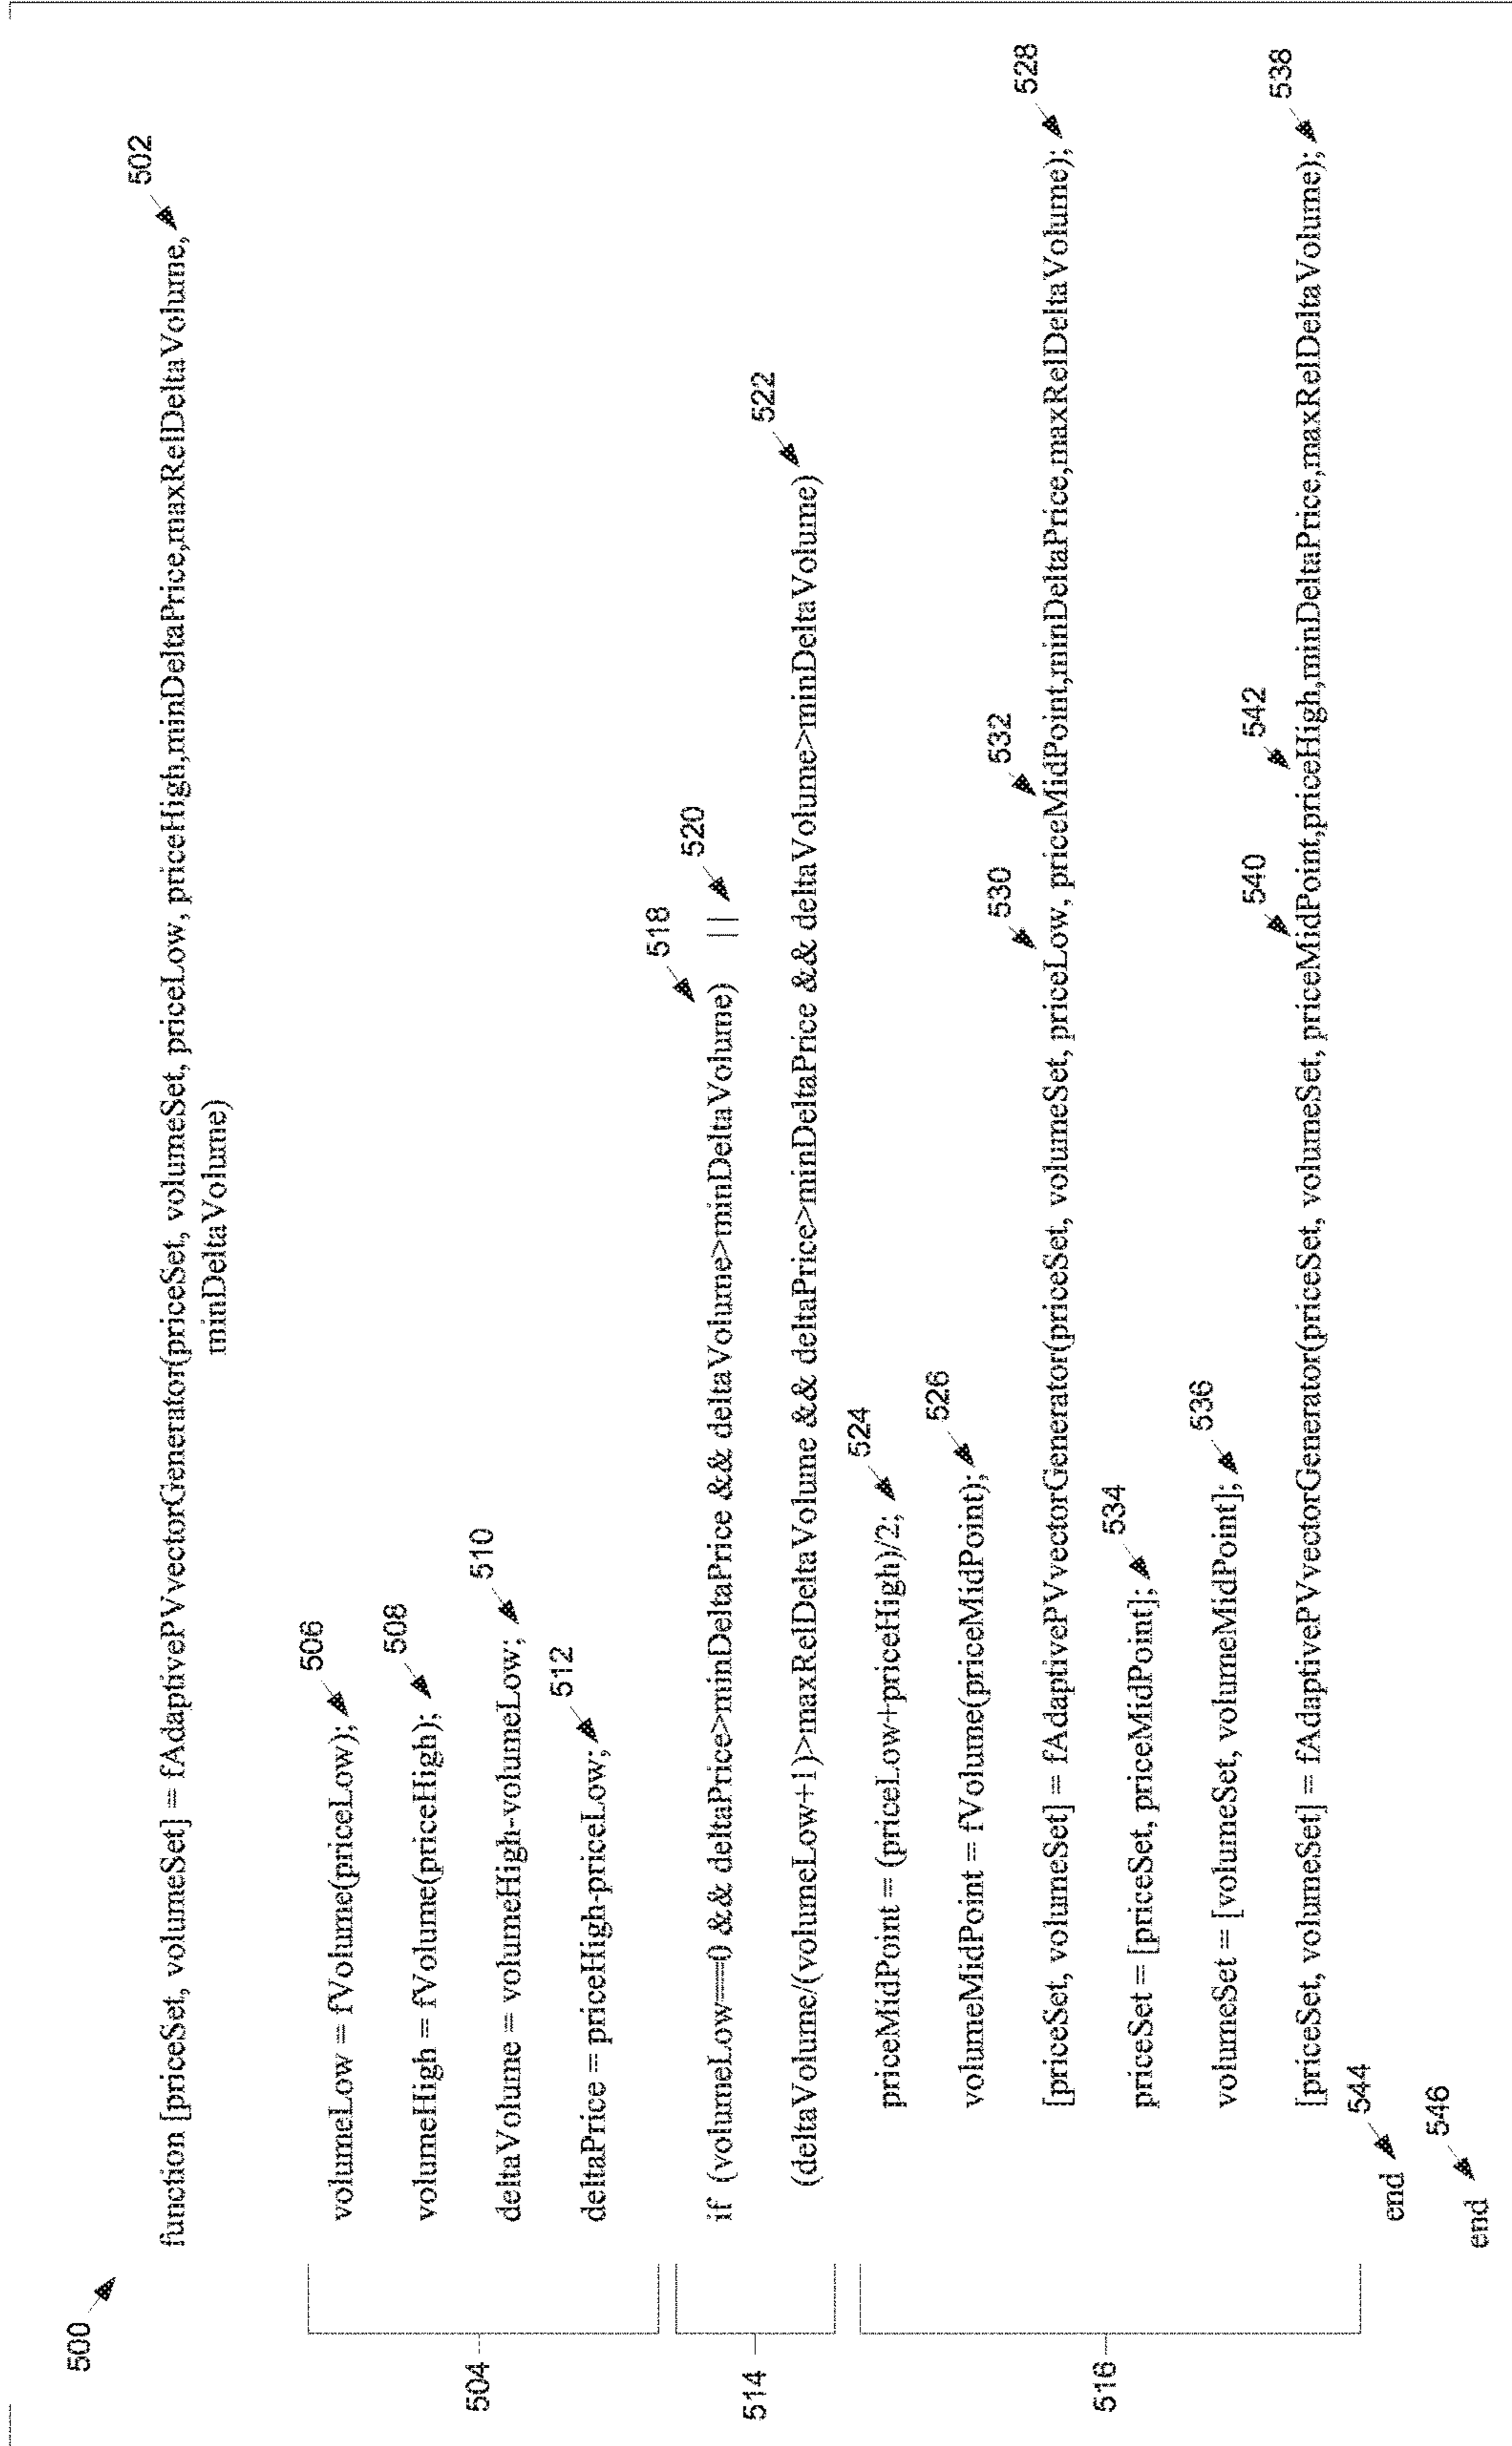 500
function [priceSet, volumeSet] = fAdaptivePVvectorGenerator(priceSet, volumeSet, priceLow, priceHigh,minDeltaPrice,maxRelDeltaVolume, 502
minDeltaVolume)
504
volumeLow = fVolume(priceLow); 506
volumeHigh = fVolume(priceHigh); 508
deltaVolume = volumeHigh-volumeLow; 510
deltaPrice = priceHigh-priceLow; 512
514
if (volumeLow==0 && deltaPrice>minDeltaPrice && deltaVolume>minDeltaVolume) 518 || 520
(deltaVolume/(volumeLow+1)>maxRelDeltaVolume && deltaPrice>minDeltaPrice && deltaVolume>minDeltaVolume) 522
516
priceMidPoint = (priceLow+priceHigh)/2; 524
volumeMidPoint = fVolume(priceMidPoint); 526
530 532
[priceSet, volumeSet] = fAdaptivePVvectorGenerator(priceSet, volumeSet, priceLow, priceMidPoint,minDeltaPrice,maxRelDeltaVolume); 528
priceSet = [priceSet, priceMidPoint]; 534
volumeSet = [volumeSet, volumeMidPoint]; 536
540 542
[priceSet, volumeSet] = fAdaptivePVvectorGenerator(priceSet, volumeSet, priceMidPoint,priceHigh,minDeltaPrice,maxRelDeltaVolume); 538
end 544
end 546